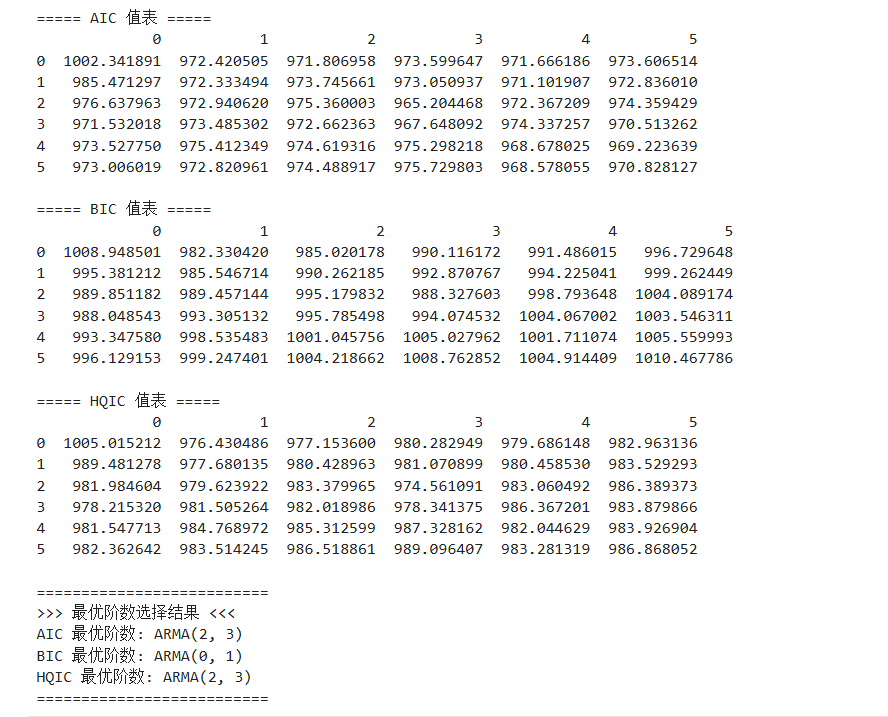 ===== AIC 值表 =====
0 1 2 3 4 5
0 1002.341891 972.420505 971.806958 973.599647 971.666186 973.606514
1 985.471297 972.333494 973.745661 973.050937 971.101907 972.836010
2 976.637963 972.940620 975.360003 965.204468 972.367209 974.359429
3 971.532018 973.485302 972.662363 967.648092 974.337257 970.513262
4 973.527750 975.412349 974.619316 975.298218 968.678025 969.223639
5 973.006019 972.820961 974.488917 975.729803 968.578055 970.828127
===== BIC 值表 =====
0 1 2 3 4 5
0 1008.948501 982.330420 985.020178 990.116172 991.486015 996.729648
1 995.381212 985.546714 990.262185 992.870767 994.225041 999.262449
2 989.851182 989.457144 995.179832 988.327603 998.793648 1004.089174
3 988.048543 993.305132 995.785498 994.074532 1004.067002 1003.546311
4 993.347580 998.535483 1001.045756 1005.027962 1001.711074 1005.559993
5 996.129153 999.247401 1004.218662 1008.762852 1004.914409 1010.467786
===== HQIC 值表 =====
0 1 2 3 4 5
0 1005.015212 976.430486 977.153600 980.282949 979.686148 982.963136
1 989.481278 977.680135 980.428963 981.070899 980.458530 983.529293
2 981.984604 979.623922 983.379965 974.561091 983.060492 986.389373
3 978.215320 981.505264 982.018986 978.341375 986.367201 983.879866
4 981.547713 984.768972 985.312599 987.328162 982.044629 983.926904
5 982.362642 983.514245 986.518861 989.096407 983.281319 986.868052
==========================
>>> 最优阶数选择结果 <<<
AIC 最优阶数: ARMA(2, 3)
BIC 最优阶数: ARMA(0, 1)
HQIC 最优阶数: ARMA(2, 3)
==========================